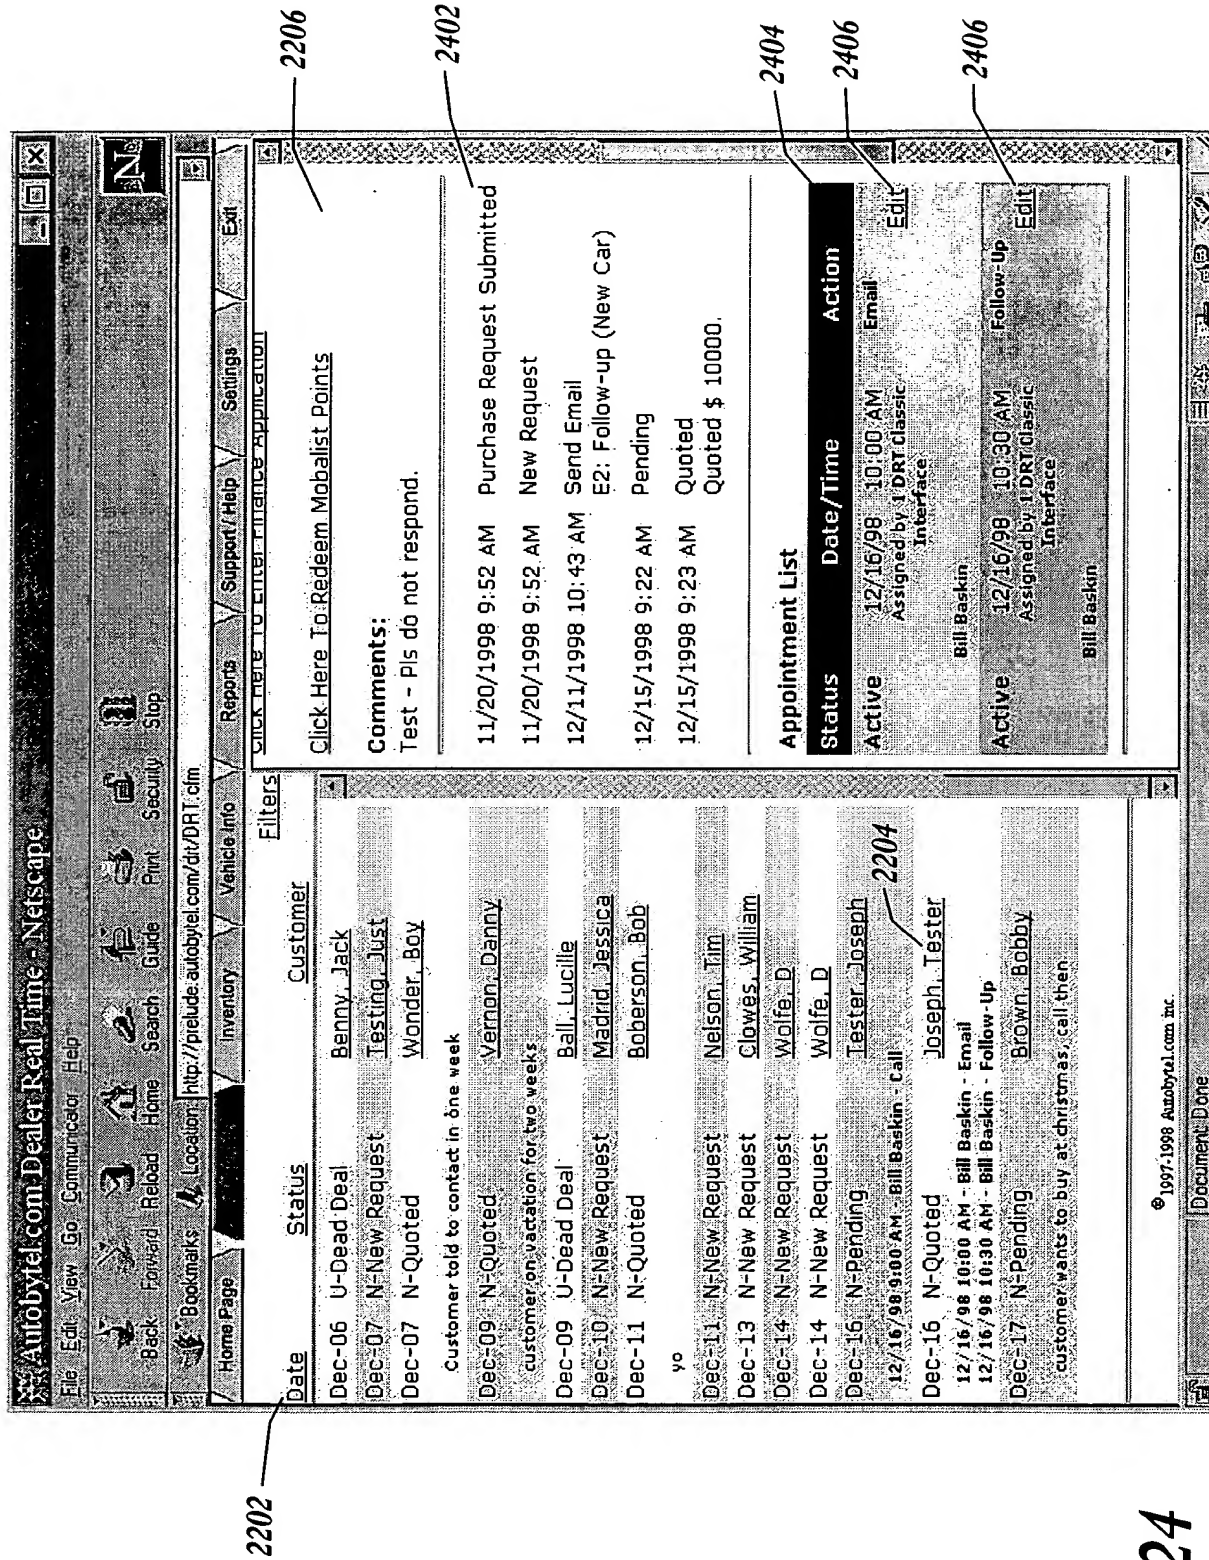 Autobytel.com Dealer Real Time - Netscape
File Edit View Go Communicator Help
Back Forward Reload Home Search Guide Print Security Stop
N
Bookmarks Location: http://prelude.autobytel.com/drt/DRT.cfm
Home Page Inventory Vehicle Info Reports Support / Help Settings Exit
2202
Date Status Customer Filters
Dec-06 U-Dead Deal Benny, Jack
Dec-07 N-New Request Testing, Just
Dec-07 N-Quoted Wonder, Boy
Customer told to contact in one week
Dec-09 N-Quoted Vernon, Danny
customer on vactation for two weeks
Dec-09 U-Dead Deal Ball, Lucille
Dec-10 N-New Request Madrid, Jessica
Dec-11 N-Quoted Boberson, Bob
yo
Dec-11 N-New Request Nelson, Tim
Dec-13 N-New Request Clowes, William
Dec-14 N-New Request Wolfe, D
Dec-14 N-New Request Wolfe, D
Dec-16 N-Pending Tester, Joseph
12/16/98 9:00 AM - Bill Baskin - Call
2204
Dec-16 N-Quoted Joseph, Tester
12/16/98 10:00 AM - Bill Baskin - Email
12/16/98 10:30 AM - Bill Baskin - Follow-Up
Dec-17 N-Pending Brown, Bobby
customer wants to buy at christmas, call then
© 1997-1998 Autobytel.com inc.
Click Here To Enter Finance Application
Click Here To Redeem Mobalist Points
2206
Comments:
Test - Pls do not respond.
11/20/1998 9:52 AM Purchase Request Submitted
2402
11/20/1998 9:52 AM New Request
12/11/1998 10:43 AM Send Email
E2: Follow-up (New Car)
12/15/1998 9:22 AM Pending
12/15/1998 9:23 AM Quoted
Quoted $ 10000.
Appointment List
Status Date/Time Action
2404
Active 12/16/98 10:00 AM Email
Assigned by 1 DRT Classic Edit
Interface
2406
Bill Baskin
Active 12/16/98 10:30 AM Follow-Up
Assigned by 1 DRT Classic Edit
Interface
2406
Bill Baskin
Document: Done
24